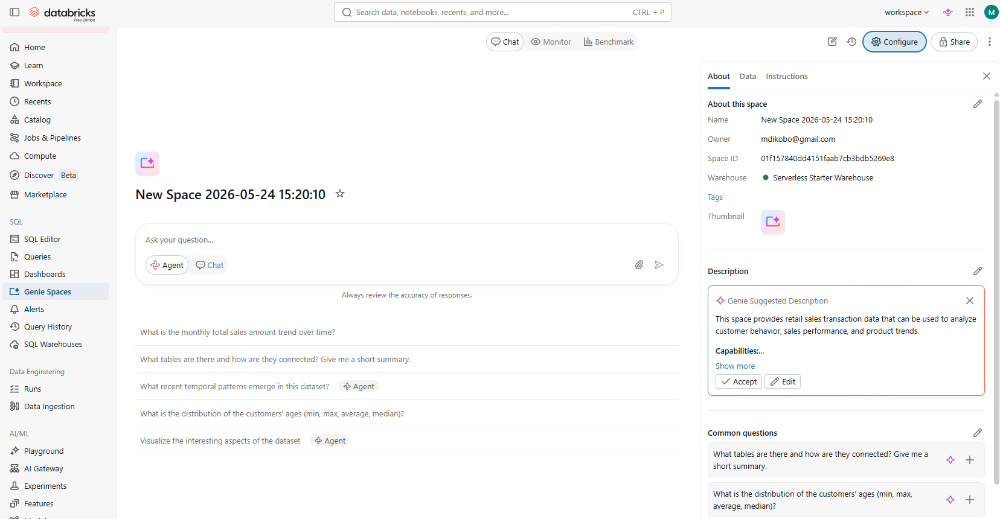 databricks
Free Edition
Search data, notebooks, recents, and more...
CTRL + P
workspace
M
Home
Learn
Workspace
Recents
Catalog
Jobs & Pipelines
Compute
Discover Beta
Marketplace
SQL
SQL Editor
Queries
Dashboards
Genie Spaces
Alerts
Query History
SQL Warehouses
Data Engineering
Runs
Data Ingestion
AI/ML
Playground
AI Gateway
Experiments
Features
Chat
Monitor
Benchmark
Configure
Share
New Space 2026-05-24 15:20:10
Ask your question...
Agent
Chat
Always review the accuracy of responses.
What is the monthly total sales amount trend over time?
What tables are there and how are they connected? Give me a short summary.
What recent temporal patterns emerge in this dataset? Agent
What is the distribution of the customers' ages (min, max, average, median)?
Visualize the interesting aspects of the dataset Agent
About
Data
Instructions
About this space
Name New Space 2026-05-24 15:20:10
Owner mdikobo@gmail.com
Space ID 01f157840dd4151faab7cb3bdb5269e8
Warehouse Serverless Starter Warehouse
Tags
Thumbnail
Description
Genie Suggested Description
This space provides retail sales transaction data that can be used to analyze
customer behavior, sales performance, and product trends.
Capabilities:...
Show more
Accept
Edit
Common questions
What tables are there and how are they connected? Give me a
short summary.
What is the distribution of the customers' ages (min, max,
average, median)?